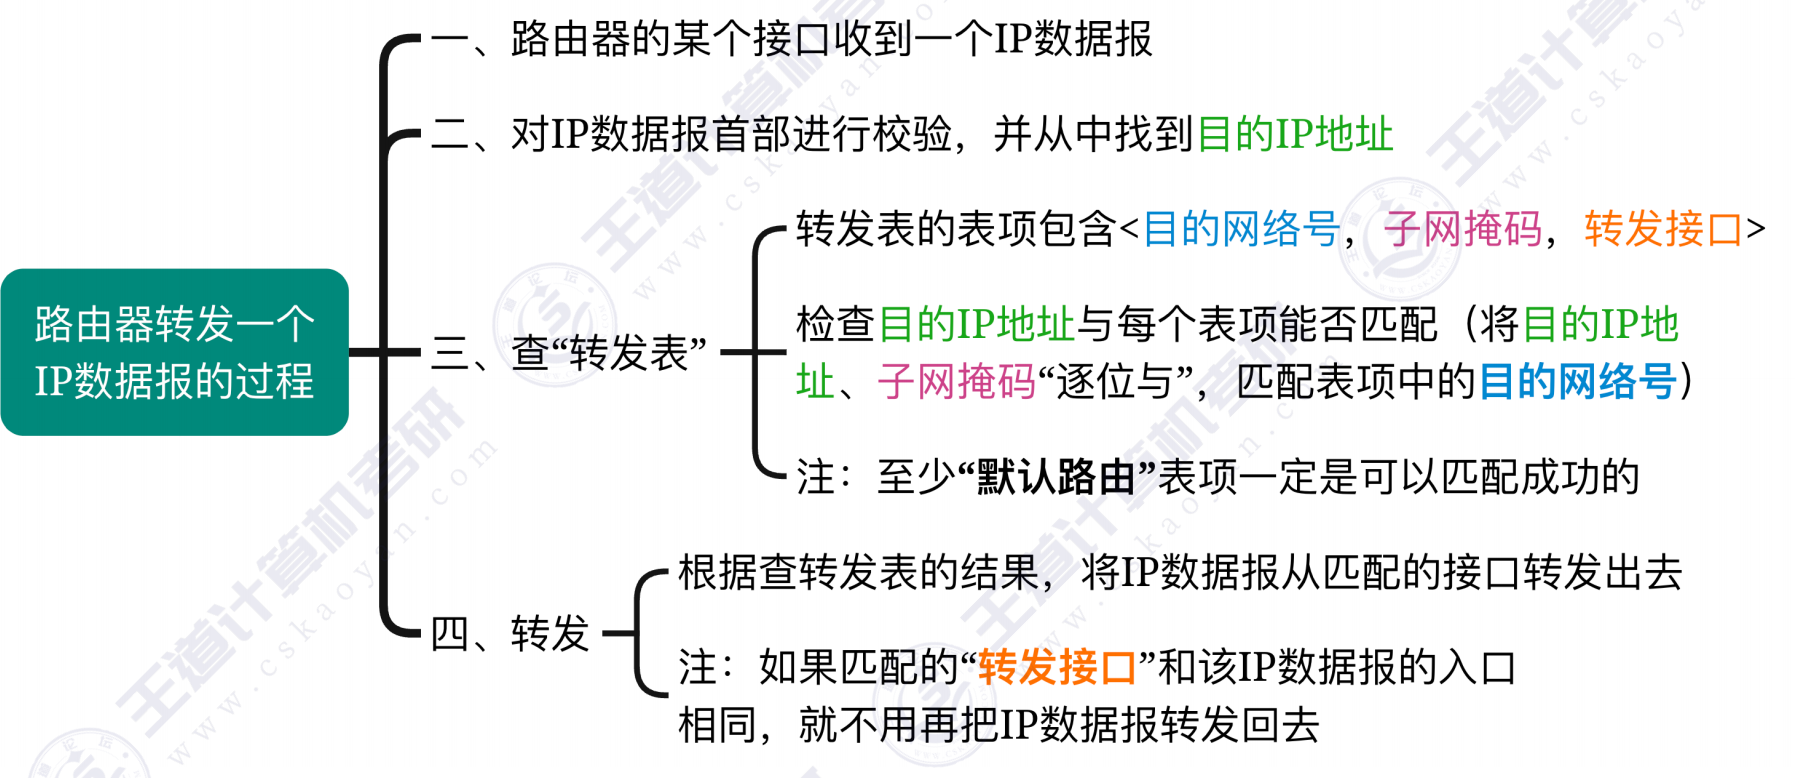 路由器转发一个
IP数据报的过程
一、路由器的某个接口收到一个IP数据报
二、对IP数据报首部进行校验，并从中找到目的IP地址
三、查“转发表”
转发表的表项包含<目的网络号，子网掩码，转发接口>
检查目的IP地址与每个表项能否匹配（将目的IP地
址、子网掩码“逐位与”，匹配表项中的目的网络号）
注：至少“默认路由”表项一定是可以匹配成功的
四、转发
根据查转发表的结果，将IP数据报从匹配的接口转发出去
注：如果匹配的“转发接口”和该IP数据报的入口
相同，就不用再把IP数据报转发回去
王道计算机考研
www.cskaoyan.com